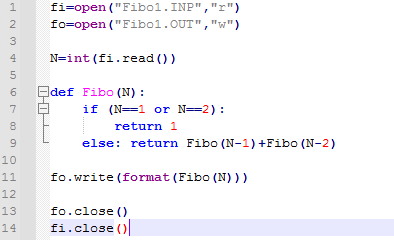 1 fi=open("Fibo1.INP","r")
2 fo=open("Fibo1.OUT","w")
3
4 N=int(fi.read())
5
6 def Fibo(N):
7     if (N==1 or N==2):
8         return 1
9     else: return Fibo(N-1)+Fibo(N-2)
10
11 fo.write(format(Fibo(N)))
12
13 fo.close()
14 fi.close()